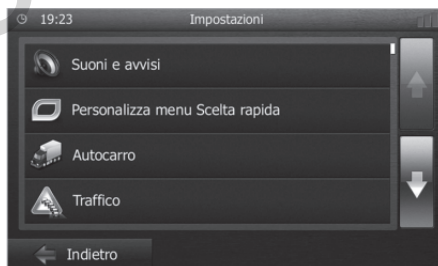 19:23 Impostazioni
Suoni e avvisi
Personalizza menu Scelta rapida
Autocarro
Traffico
Indietro